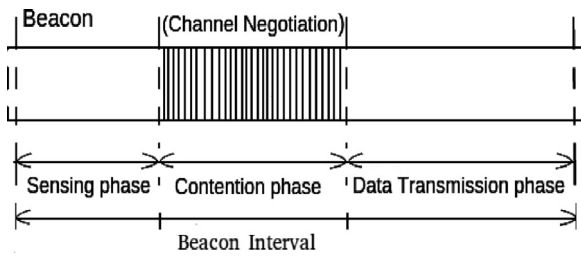 Beacon
(Channel Negotiation)
Sensing phase
Contention phase
Data Transmission phase
Beacon Interval